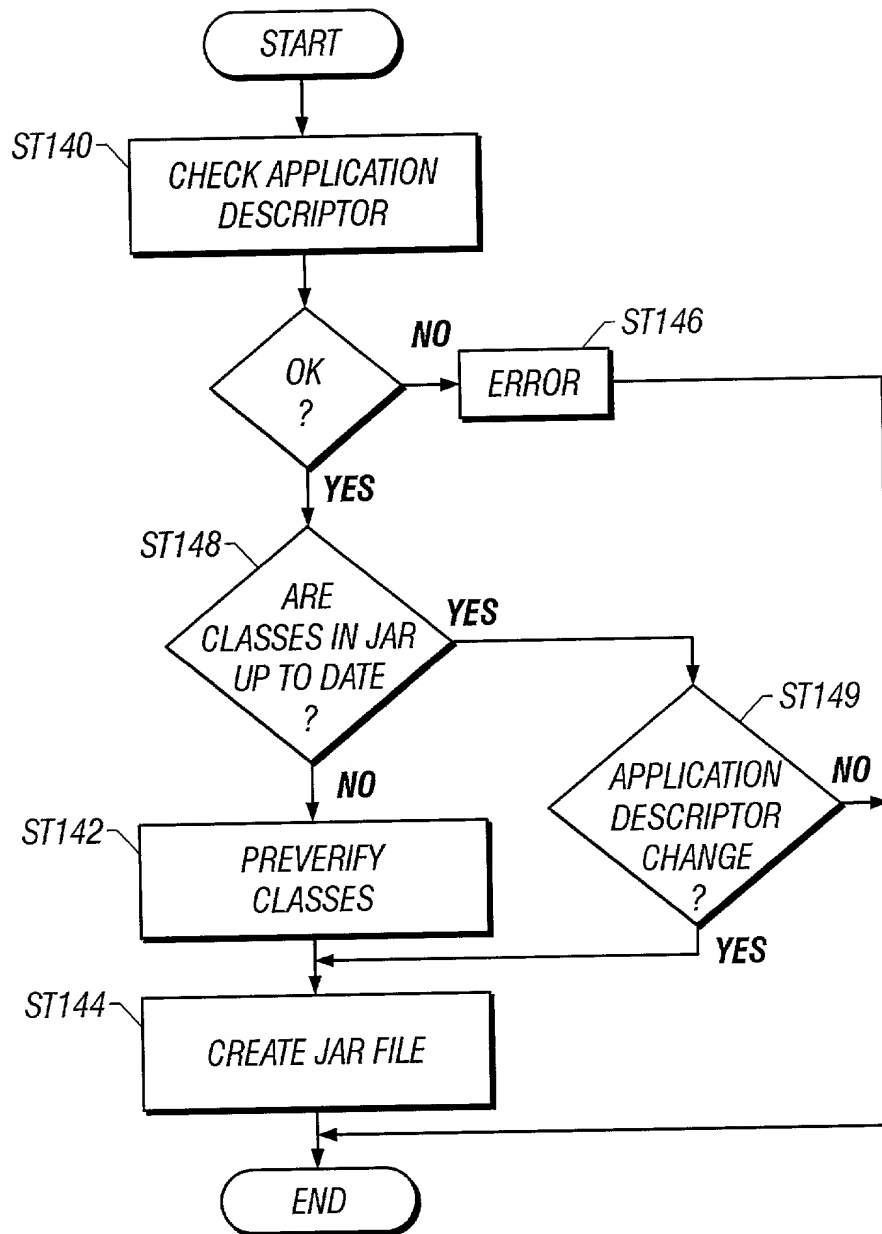 START
ST140
CHECK APPLICATION
DESCRIPTOR
OK
?
NO
ST146
ERROR
YES
ST148
ARE
CLASSES IN JAR
UP TO DATE
?
YES
ST149
APPLICATION
DESCRIPTOR
CHANGE
?
NO
NO
ST142
PREVERIFY
CLASSES
YES
ST144
CREATE JAR FILE
END